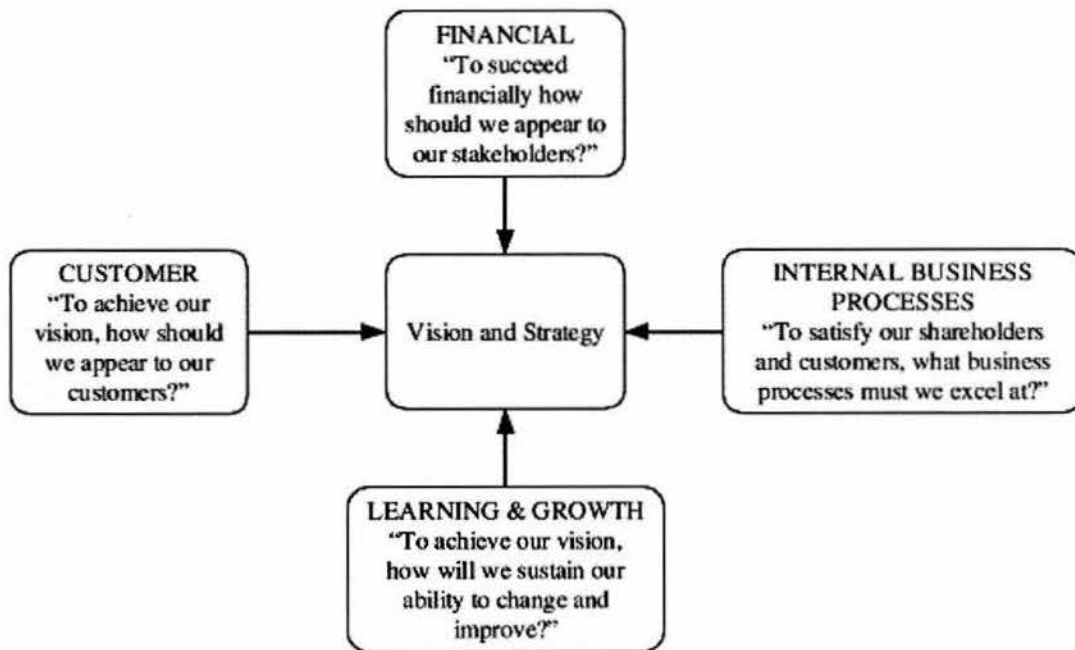 FINANCIAL
“To succeed
financially how
should we appear to
our stakeholders?”
CUSTOMER
“To achieve our
vision, how should
we appear to our
customers?”
Vision and Strategy
INTERNAL BUSINESS
PROCESSES
“To satisfy our shareholders
and customers, what business
processes must we excel at?”
LEARNING & GROWTH
“To achieve our vision,
how will we sustain our
ability to change and
improve?”